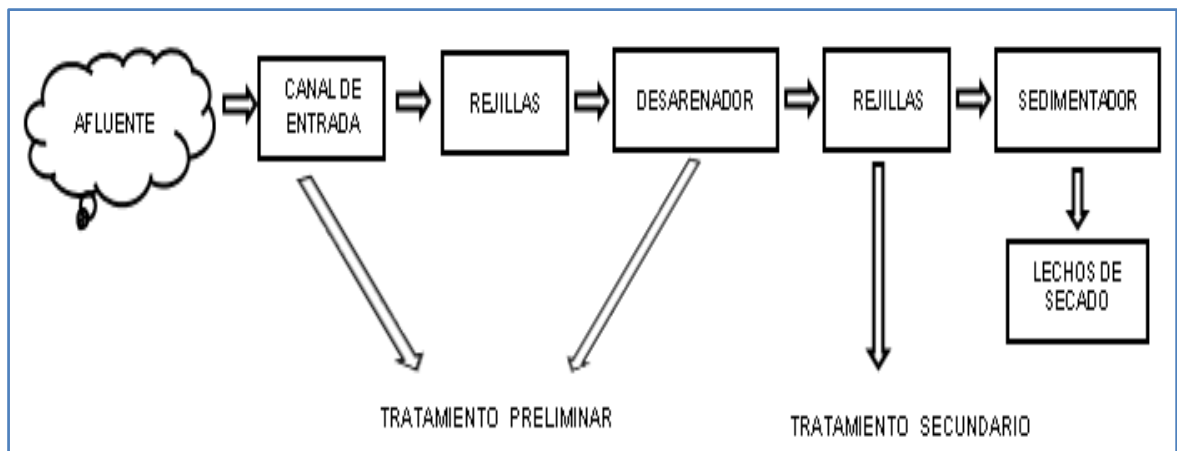 AFLUENTE
CANAL DE
ENTRADA
REJILLAS
DESARENADOR
REJILLAS
SEDIMENTADOR
LECHOS DE
SECADO
TRATAMIENTO PRELIMINAR
TRATAMIENTO SECUNDARIO